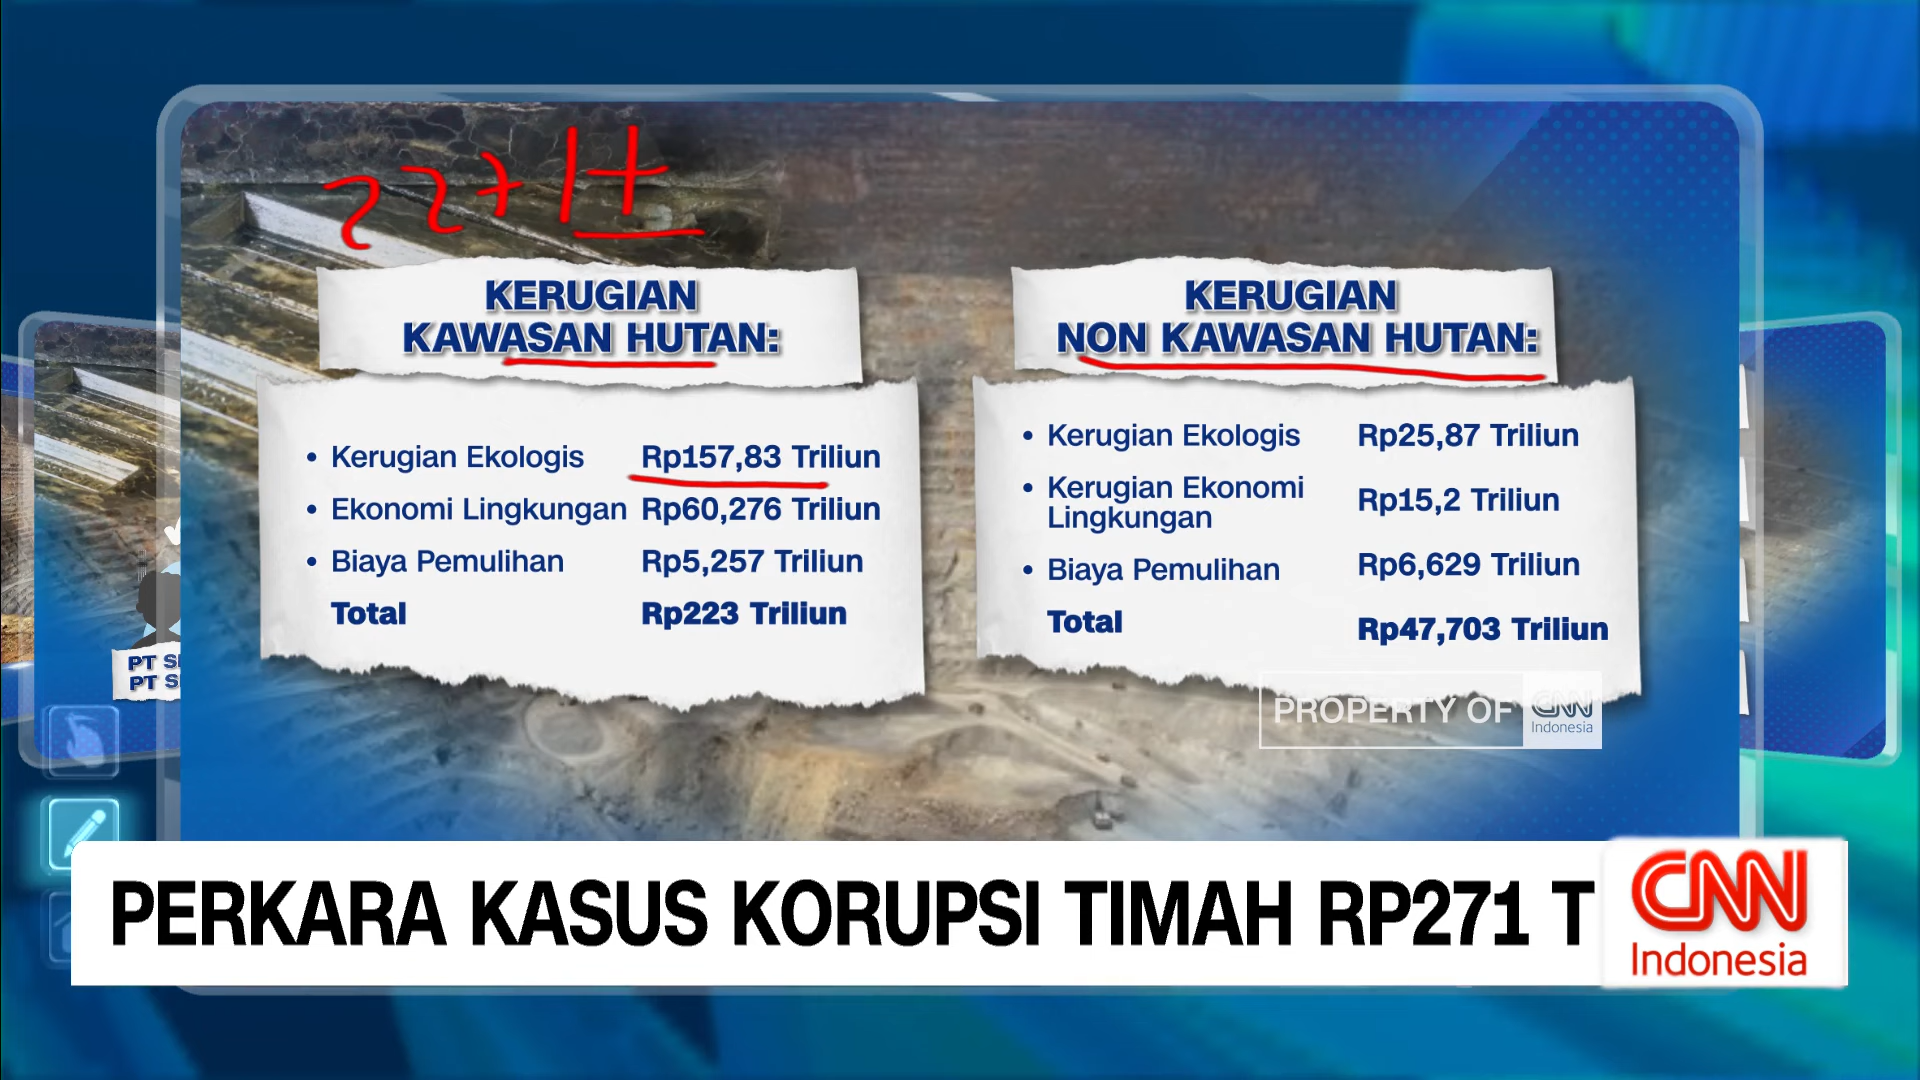 KERUGIAN
KAWASAN HUTAN:
• Kerugian Ekologis Rp157,83 Triliun
• Ekonomi Lingkungan Rp60,276 Triliun
• Biaya Pemulihan Rp5,257 Triliun
Total Rp223 Triliun
KERUGIAN
NON KAWASAN HUTAN:
• Kerugian Ekologis Rp25,87 Triliun
• Kerugian Ekonomi
Lingkungan Rp15,2 Triliun
• Biaya Pemulihan Rp6,629 Triliun
Total Rp47,703 Triliun
PT
PT
PROPERTY OF CNN
Indonesia
PERKARA KASUS KORUPSI TIMAH RP271 T
CNN
Indonesia